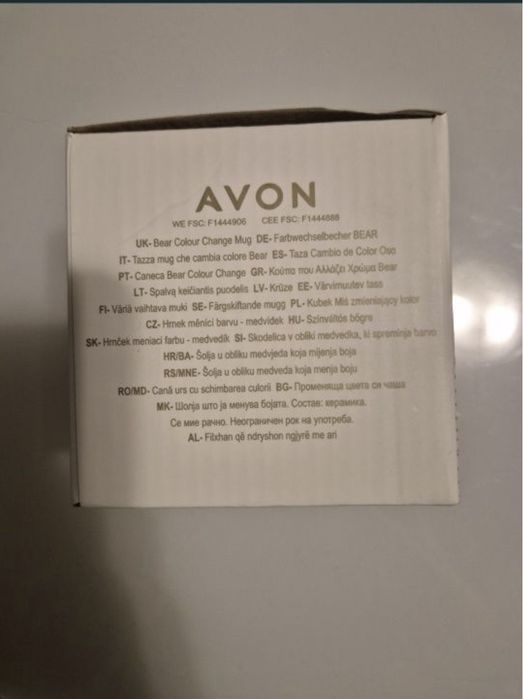 AVON
WE FSC: F1444906 CEE FSC: F1444888
UK- Bear Colour Change Mug DE- Farbwechselbecher BEAR
IT- Tazza mug che cambia colore Bear ES- Taza Cambio de Color Oso
PT- Caneca Bear Colour Change GR- Κούπα που Αλλάζει Χρώμα Bear
LT- Spalvą keičiantis puodelis LV- Krūze EE- Värvimuutev tass
FI- Väriä vaihtava muki SE- Färgskiftande mugg PL- Kubek Miś zmieniający kolor
CZ- Hrnek měnící barvu - medvídek HU- Színváltós bögre
SK- Hrnček meniaci farbu - medvedík SI- Skodelica v obliki medvedka, ki spreminja barvo
HR/BA- Šolja u obliku medvjeda koja mijenja boja
RS/MNE- Šolja u obliku medveda koja menja boju
RO/MD- Cană urs cu schimbarea culorii BG- Променяща цвета си чаша
MK- Шолја што ја менува бојата. Состав: керамика.
Се мие рачно. Неограничен рок на употреба.
AL- Filxhan që ndryshon ngjyrë me ari